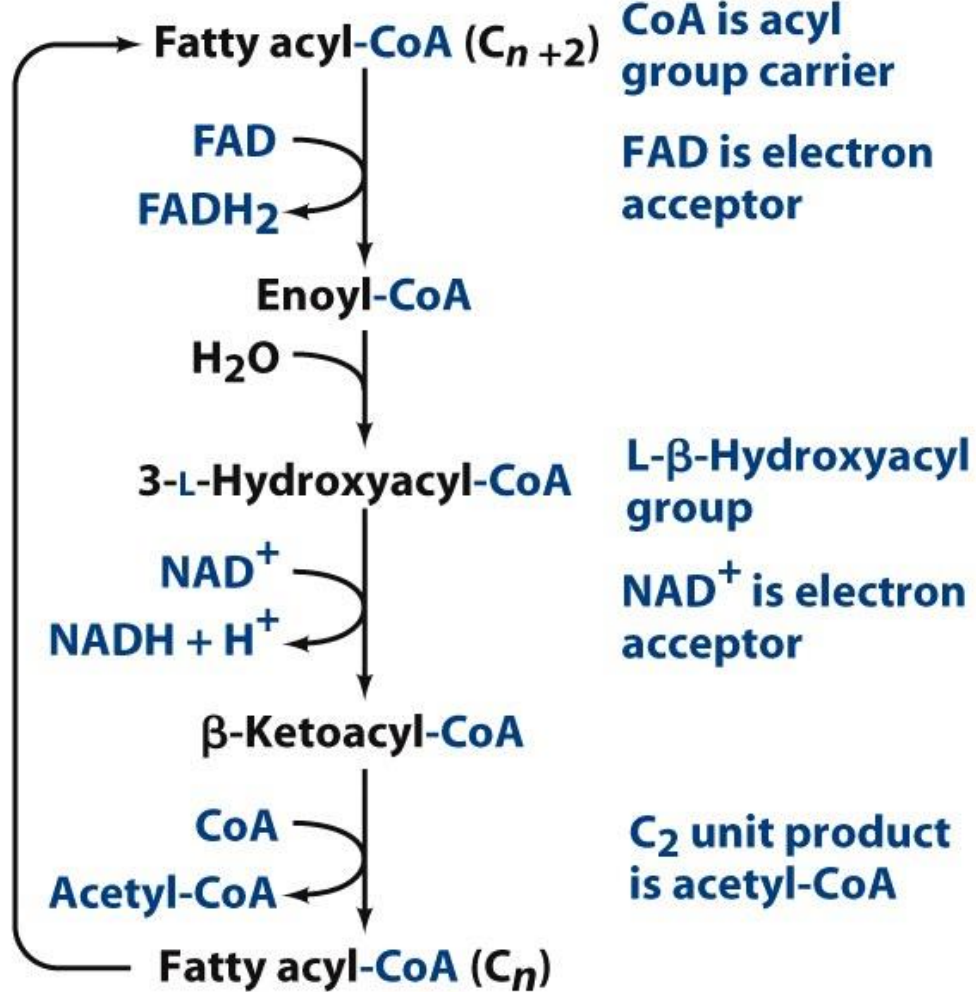 Fatty acyl-CoA (Cn+2)
CoA is acyl
group carrier
FAD
FADH2
FAD is electron
acceptor
Enoyl-CoA
H2O
3-L-Hydroxyacyl-CoA
L-β-Hydroxyacyl
group
NAD+
NADH + H+
NAD+ is electron
acceptor
β-Ketoacyl-CoA
CoA
Acetyl-CoA
C2 unit product
is acetyl-CoA
Fatty acyl-CoA (Cn)